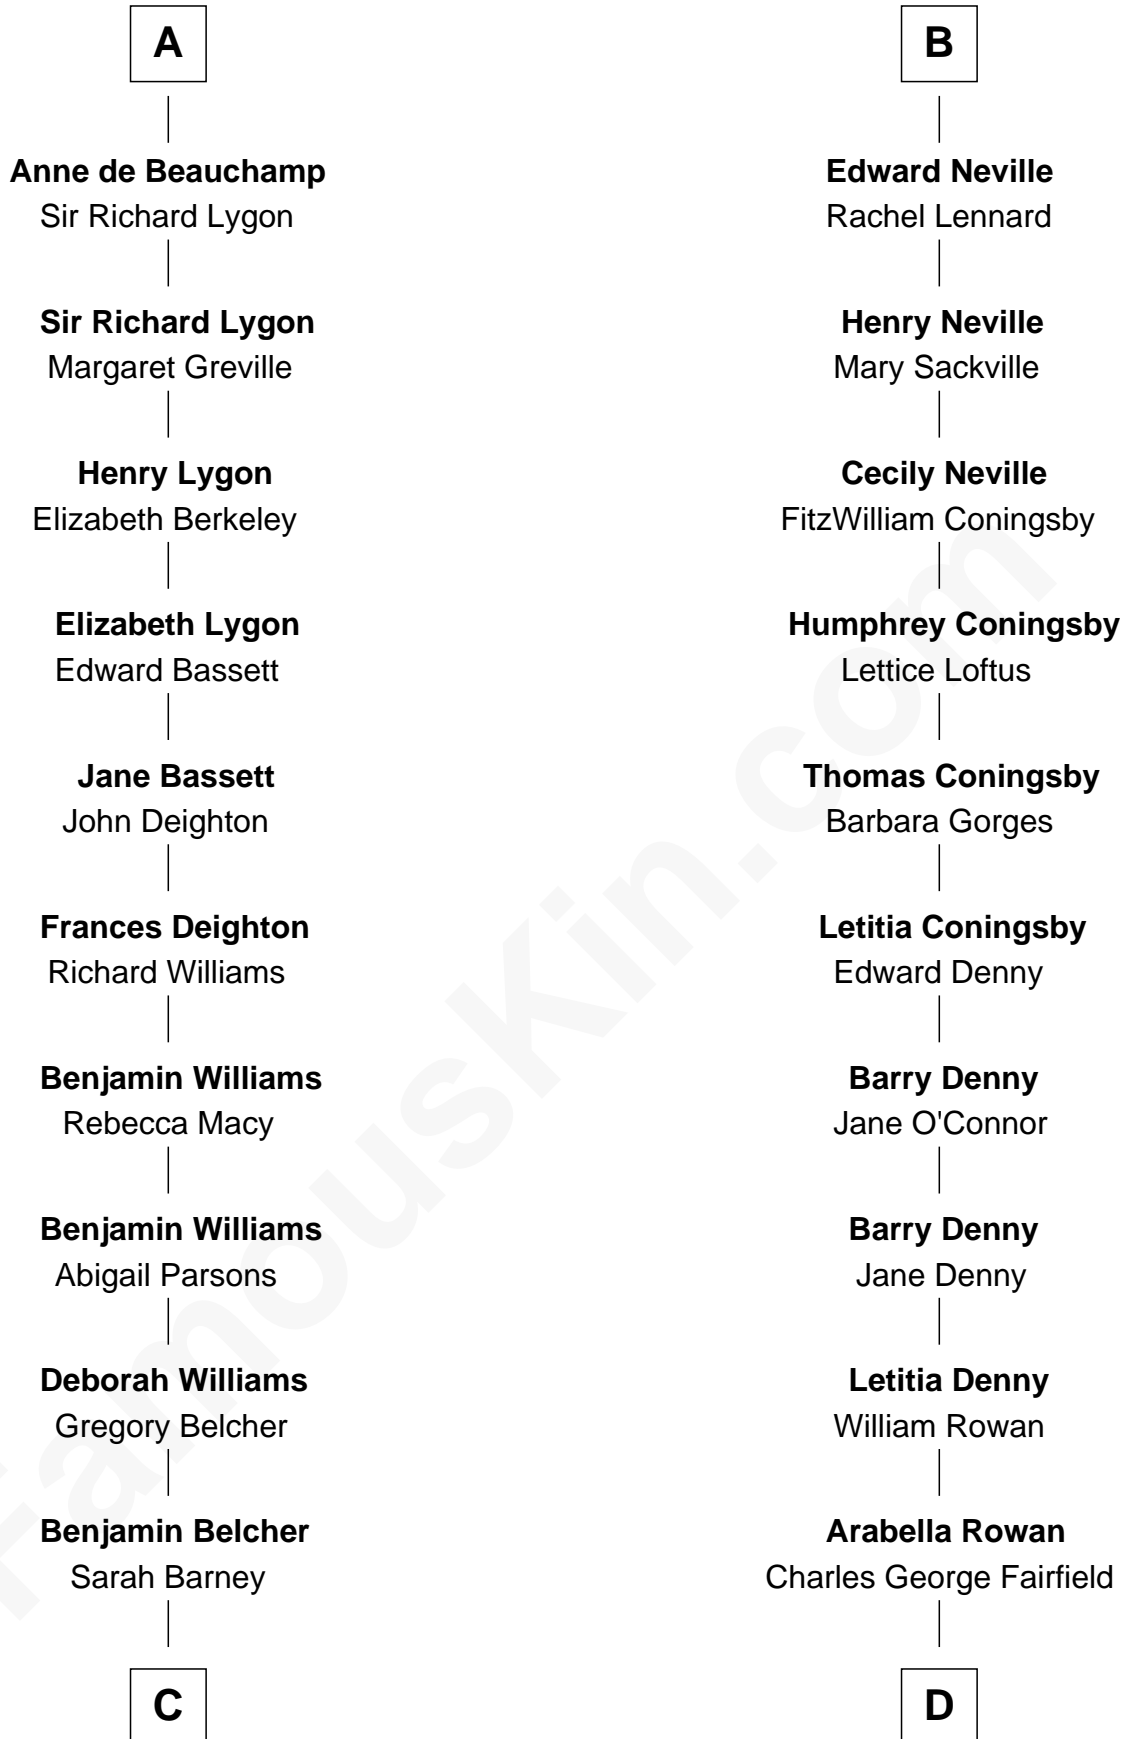 A
Anne de Beauchamp
Sir Richard Lygon
Sir Richard Lygon
Margaret Greville
Henry Lygon
Elizabeth Berkeley
Elizabeth Lygon
Edward Bassett
Jane Bassett
John Deighton
Frances Deighton
Richard Williams
Benjamin Williams
Rebecca Macy
Benjamin Williams
Abigail Parsons
Deborah Williams
Gregory Belcher
Benjamin Belcher
Sarah Barney
C
B
Edward Neville
Rachel Lennard
Henry Neville
Mary Sackville
Cecily Neville
FitzWilliam Coningsby
Humphrey Coningsby
Lettice Loftus
Thomas Coningsby
Barbara Gorges
Letitia Coningsby
Edward Denny
Barry Denny
Jane O'Connor
Barry Denny
Jane Denny
Letitia Denny
William Rowan
Arabella Rowan
Charles George Fairfield
D
FamousKin.com